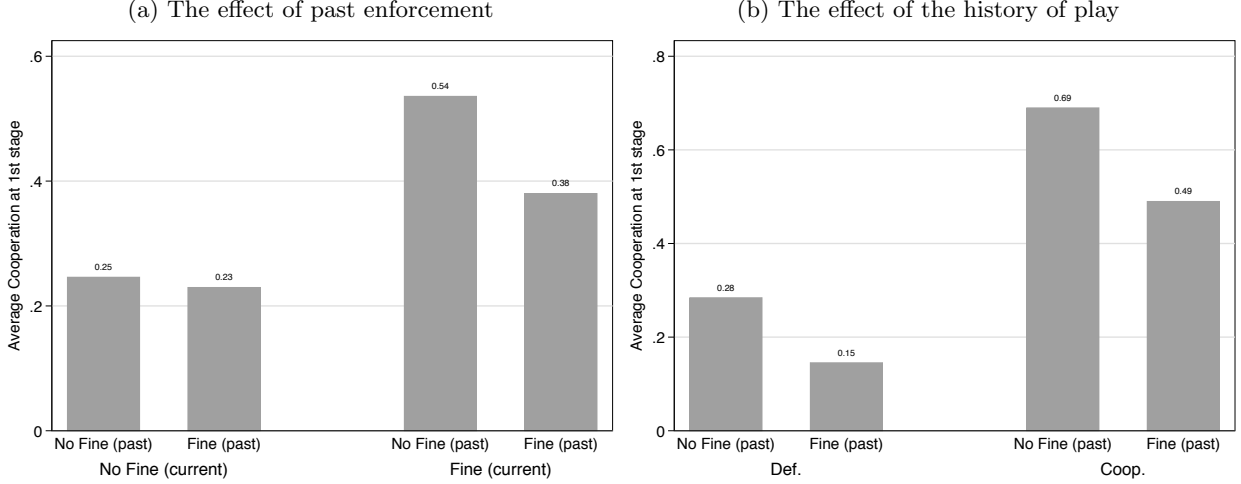 (a) The effect of past enforcement
.6
.4
.2
0
Average Cooperation at 1st stage
0.25
0.23
0.54
0.38
No Fine (past) Fine (past) No Fine (past) Fine (past)
No Fine (current) Fine (current)
(b) The effect of the history of play
.8
.6
.4
.2
0
Average Cooperation at 1st stage
0.28
0.15
0.69
0.49
No Fine (past) Fine (past) No Fine (past) Fine (past)
Def. Coop.